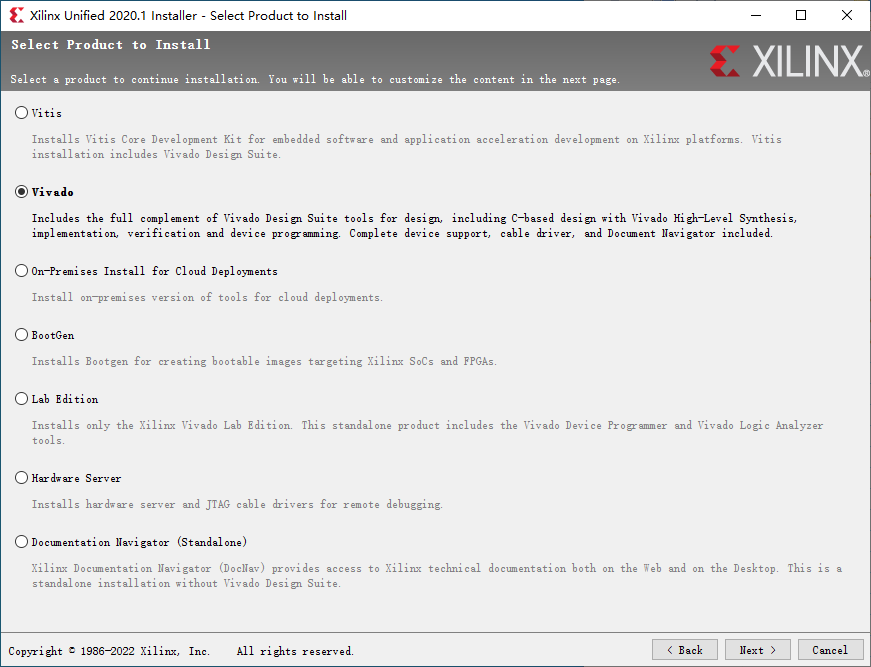 Xilinx Unified 2020.1 Installer - Select Product to Install
Select Product to Install
XILINX®
Select a product to continue installation. You will be able to customize the content in the next page.
Vitis
Installs Vitis Core Development Kit for embedded software and application acceleration development on Xilinx platforms. Vitis
installation includes Vivado Design Suite.
Vivado
Includes the full complement of Vivado Design Suite tools for design, including C-based design with Vivado High-Level Synthesis,
implementation, verification and device programming. Complete device support, cable driver, and Document Navigator included.
On-Premises Install for Cloud Deployments
Install on-premises version of tools for cloud deployments.
BootGen
Installs Bootgen for creating bootable images targeting Xilinx SoCs and FPGAs.
Lab Edition
Installs only the Xilinx Vivado Lab Edition. This standalone product includes the Vivado Device Programmer and Vivado Logic Analyzer
tools.
Hardware Server
Installs hardware server and JTAG cable drivers for remote debugging.
Documentation Navigator (Standalone)
Xilinx Documentation Navigator (DocNav) provides access to Xilinx technical documentation both on the Web and on the Desktop. This is a
standalone installation without Vivado Design Suite.
Copyright © 1986-2022 Xilinx, Inc. All rights reserved.
< Back Next > Cancel